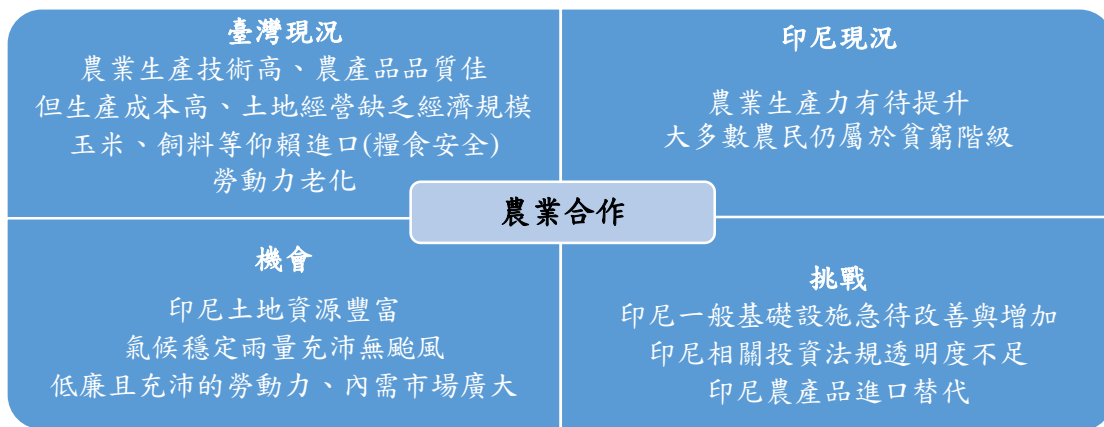 臺灣現況
農業生產技術高、農產品品質佳
但生產成本高、土地經營缺乏經濟規模
玉米、飼料等仰賴進口(糧食安全)
勞動力老化
印尼現況
農業生產力有待提升
大多數農民仍屬於貧窮階級
農業合作
機會
印尼土地資源豐富
氣候穩定雨量充沛無颱風
低廉且充沛的勞動力、內需市場廣大
挑戰
印尼一般基礎設施急待改善與增加
印尼相關投資法規透明度不足
印尼農產品進口替代